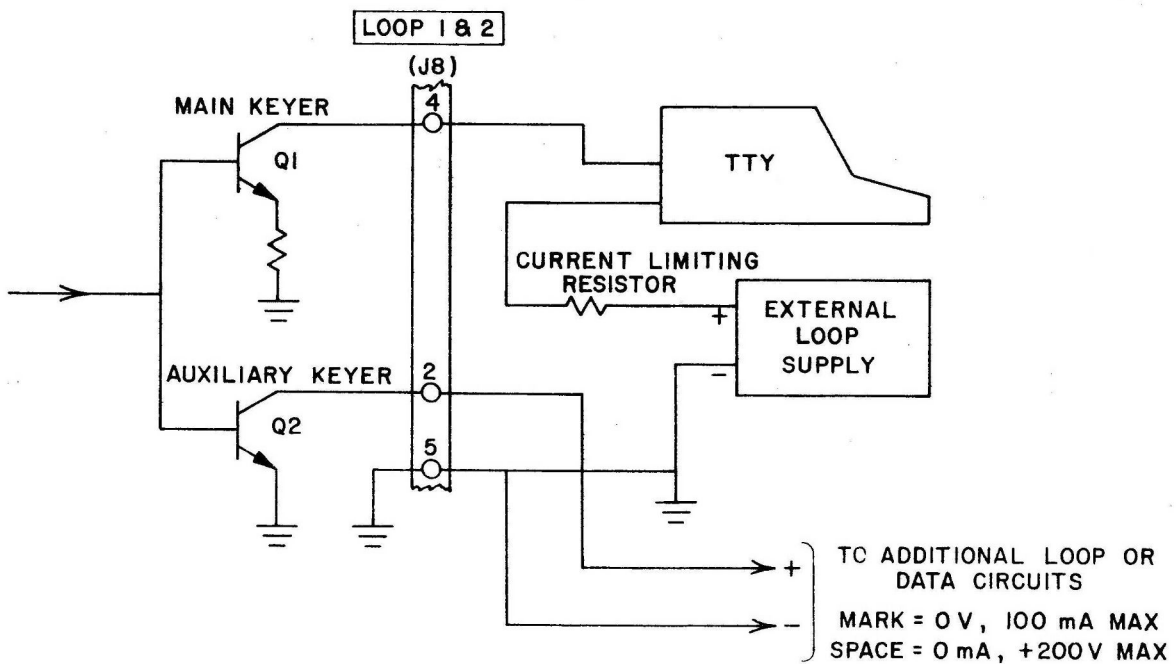 LOOP 1 & 2
(J8)
4
MAIN KEYER
Q1
TTY
CURRENT LIMITING
RESISTOR
+
-
EXTERNAL
LOOP
SUPPLY
AUXILIARY KEYER
2
Q2
5
+
-
TO ADDITIONAL LOOP OR
DATA CIRCUITS
MARK = 0 V, 100 mA MAX
SPACE = 0 mA, +200 V MAX